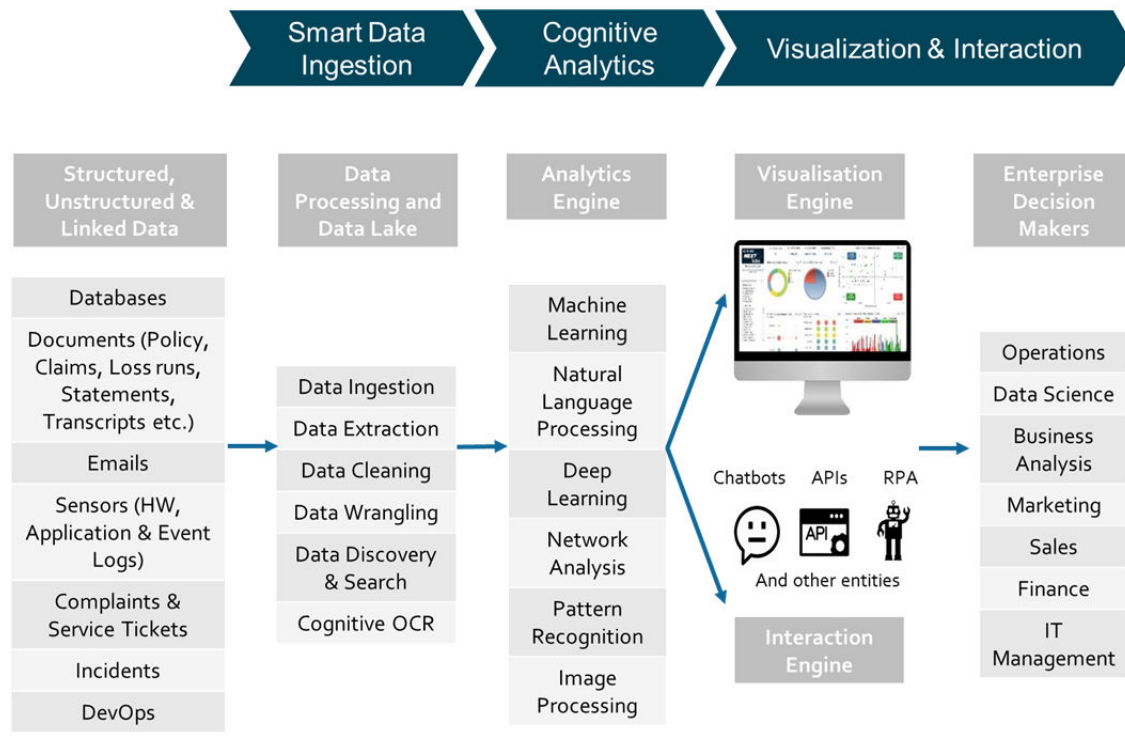 Smart Data
Ingestion
Cognitive
Analytics
Visualization & Interaction
Structured,
Unstructured &
Linked Data
Databases
Documents (Policy,
Claims, Loss runs,
Statements,
Transcripts etc.)
Emails
Sensors (HW,
Application & Event
Logs)
Complaints &
Service Tickets
Incidents
DevOps
Data
Processing and
Data Lake
Data Ingestion
Data Extraction
Data Cleaning
Data Wrangling
Data Discovery
& Search
Cognitive OCR
Analytics
Engine
Machine
Learning
Natural
Language
Processing
Deep
Learning
Network
Analysis
Pattern
Recognition
Image
Processing
Visualisation
Engine
Chatbots
APIs
RPA
API
And other entities
Interaction
Engine
Enterprise
Decision
Makers
Operations
Data Science
Business
Analysis
Marketing
Sales
Finance
IT
Management